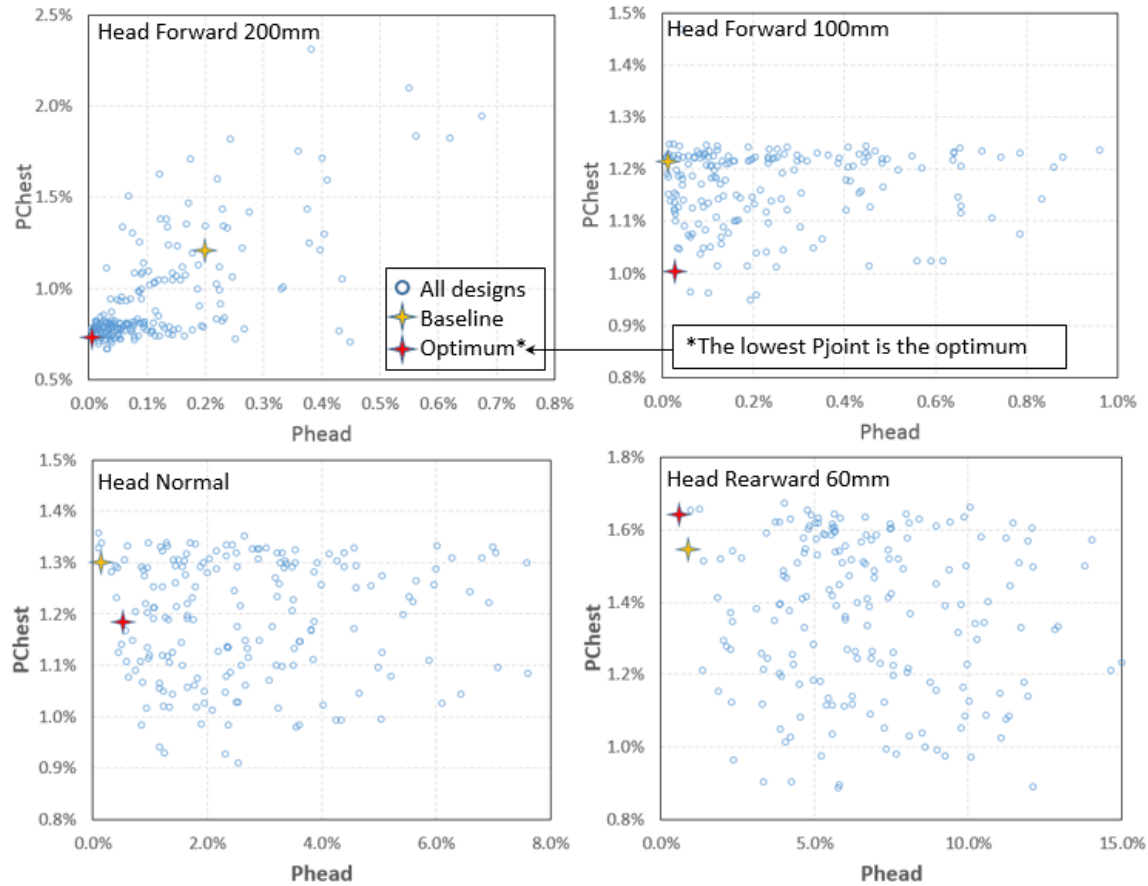 Head Forward 200mm
2.5%
2.0%
1.5%
1.0%
0.5%
PChest
0.0% 0.1% 0.2% 0.3% 0.4% 0.5% 0.6% 0.7% 0.8%
Phead
All designs
Baseline
Optimum*
*The lowest Pjoint is the optimum
Head Forward 100mm
1.5%
1.4%
1.3%
1.2%
1.1%
1.0%
0.9%
0.8%
PChest
0.0% 0.2% 0.4% 0.6% 0.8% 1.0%
Phead
Head Normal
1.5%
1.4%
1.3%
1.2%
1.1%
1.0%
0.9%
0.8%
PChest
0.0% 2.0% 4.0% 6.0% 8.0%
Phead
Head Rearward 60mm
1.8%
1.6%
1.4%
1.2%
1.0%
0.8%
PChest
0.0% 5.0% 10.0% 15.0%
Phead